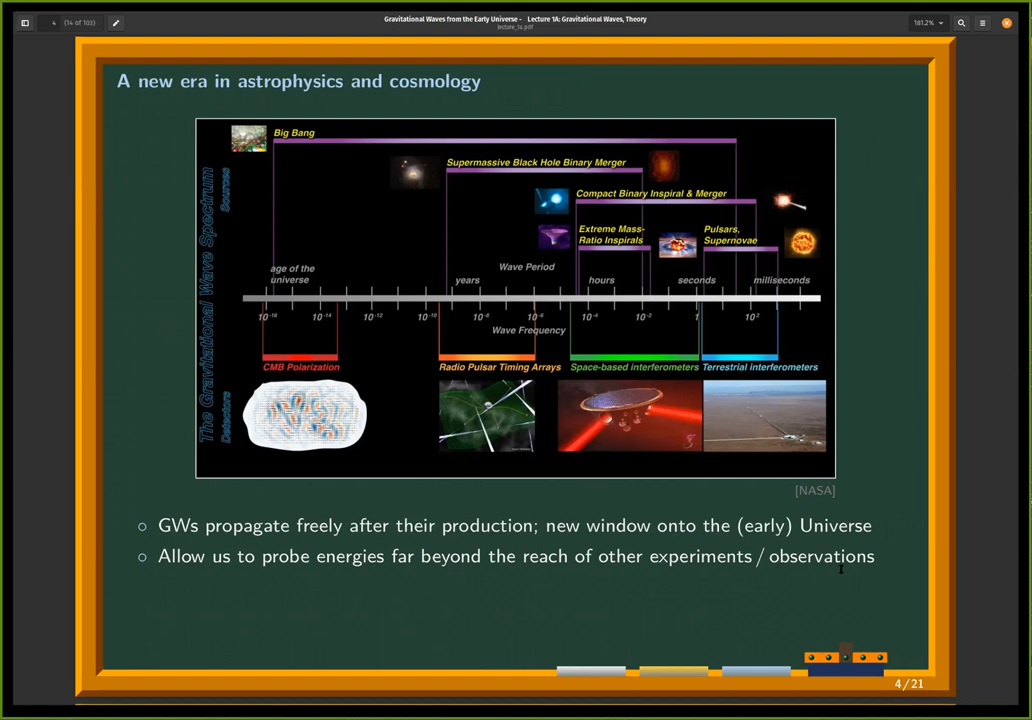 4 (14 of 103)
Gravitational Waves from the Early Universe - Lecture 1A: Gravitational Waves, Theory
lecture_1a.pdf
181.2%
A new era in astrophysics and cosmology
The Gravitational Wave Spectrum
Sources
Detectors
Big Bang
Supermassive Black Hole Binary Merger
Compact Binary Inspiral & Merger
Extreme Mass-
Ratio Inspirals
Pulsars,
Supernovae
age of the
universe
Wave Period
years
hours
seconds
milliseconds
10⁻¹⁶ 10⁻¹⁴ 10⁻¹² 10⁻¹⁰ 10⁻⁸ 10⁻⁶ 10⁻⁴ 10⁻² 1 10²
Wave Frequency
CMB Polarization
Radio Pulsar Timing Arrays
Space-based interferometers
Terrestrial interferometers
[NASA]
○ GWs propagate freely after their production; new window onto the (early) Universe
○ Allow us to probe energies far beyond the reach of other experiments / observations
4/21